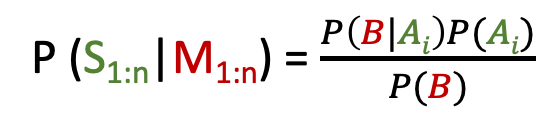 P (S₁:ₙ|M₁:ₙ) = P(B|Aᵢ)P(Aᵢ) / P(B)